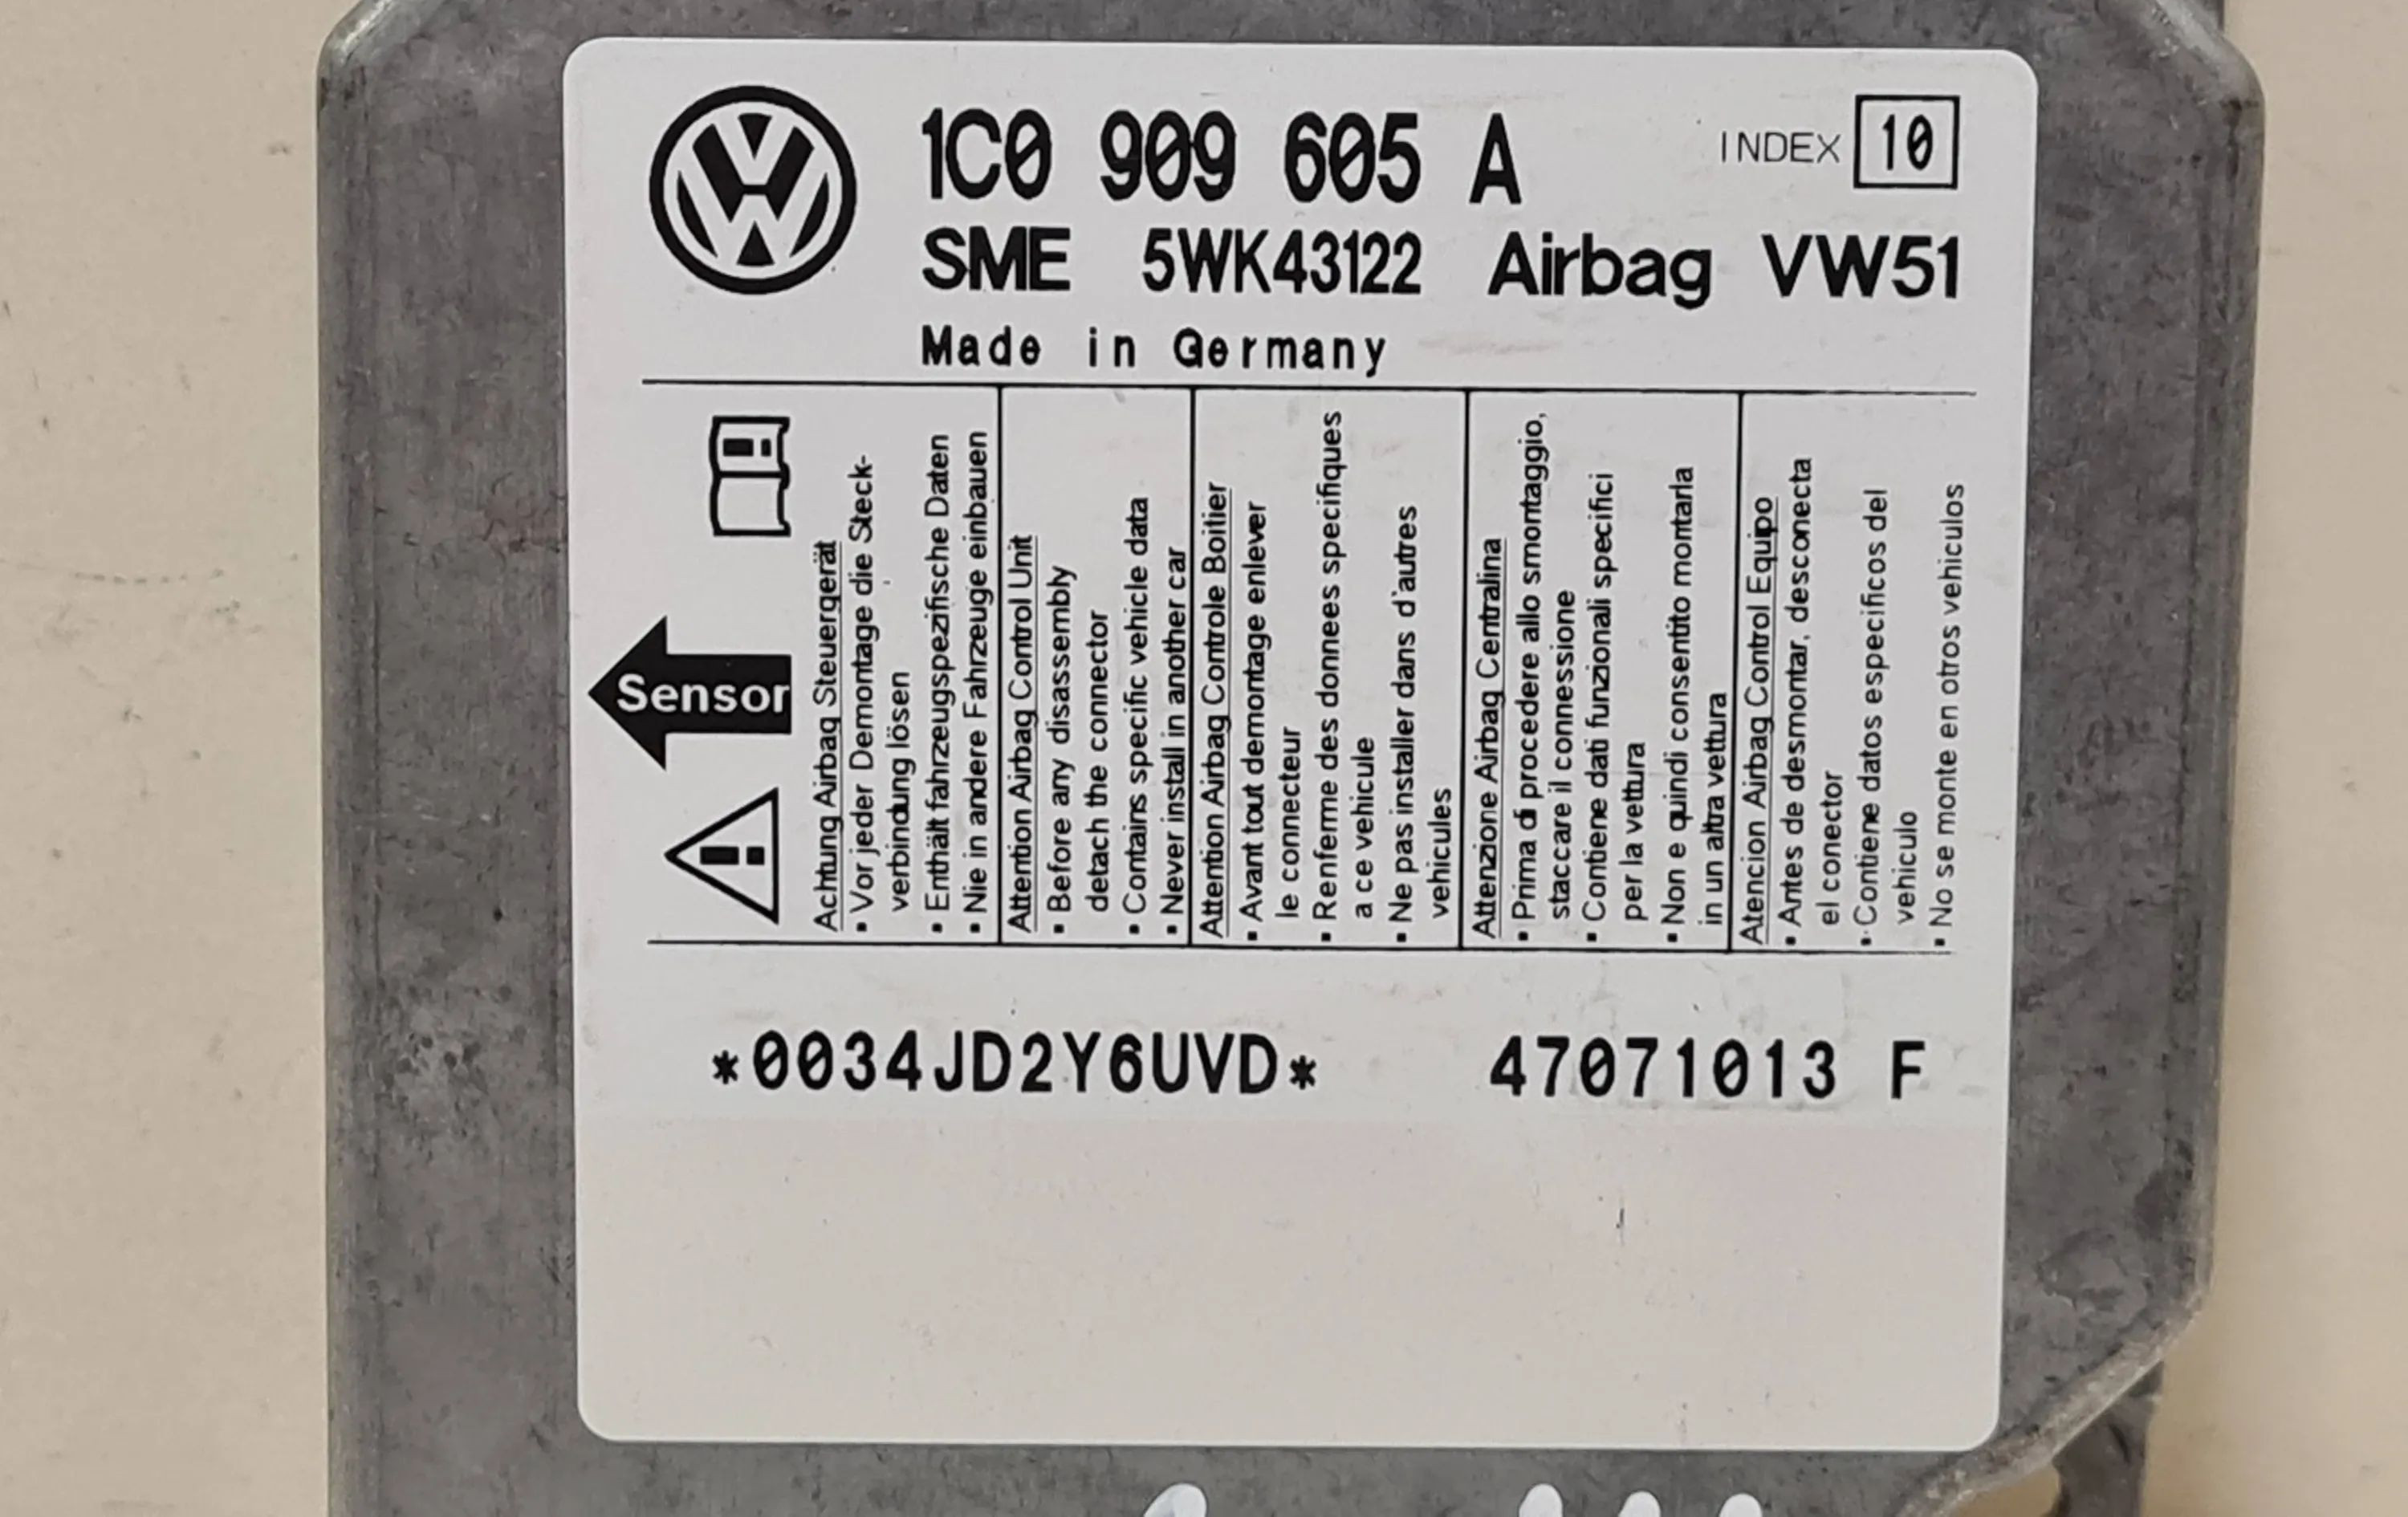 1C0 909 605 A INDEX 10
SME 5WK43122 Airbag VW51
Made in Germany
Sensor
Achtung Airbag Steuergerät
• Vor jeder Demontage die Steck-
verbindung lösen
• Enthält fahrzeugspezifische Daten
• Nie in andere Fahrzeuge einbauen
Attention Airbag Control Unit
• Before any disassembly
detach the connector
• Contains specific vehicle data
• Never install in another car
Attention Airbag Controle Boitier
• Avant tout demontage enlever
le connecteur
• Renferme des donnees specifiques
a ce vehicule
• Ne pas installer dans d'autres
vehicules
Attenzione Airbag Centralina
• Prima di procedere allo smontaggio,
staccare il connessione
• Contiene dati funzionali specifici
per la vettura
• Non e quindi consentito montarla
in un altra vettura
Atencion Airbag Control Equipo
• Antes de desmontar, desconecta
el conector
• Contiene datos especificos del
vehiculo
• No se monte en otros vehiculos
*0034JD2Y6UVD* 47071013 F